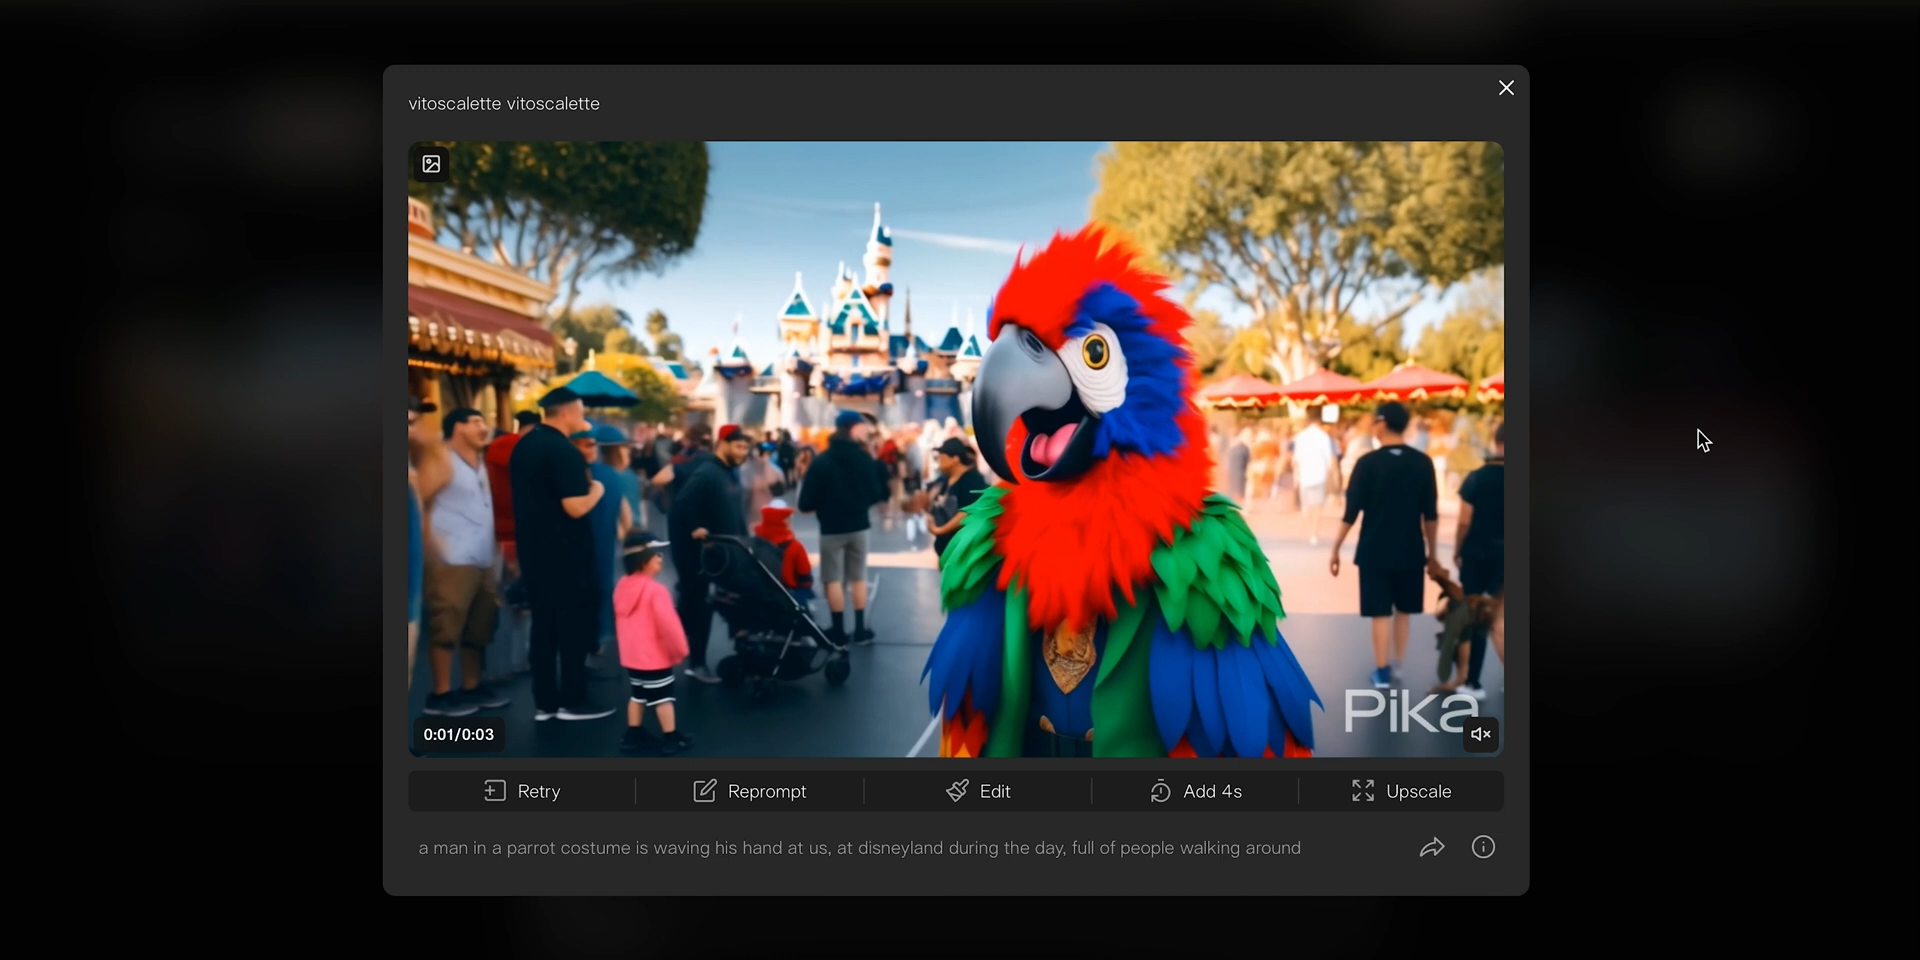 vitoscalette vitoscalette
Pika
0:01/0:03
Retry
Reprompt
Edit
Add 4s
Upscale
a man in a parrot costume is waving his hand at us, at disneyland during the day, full of people walking around